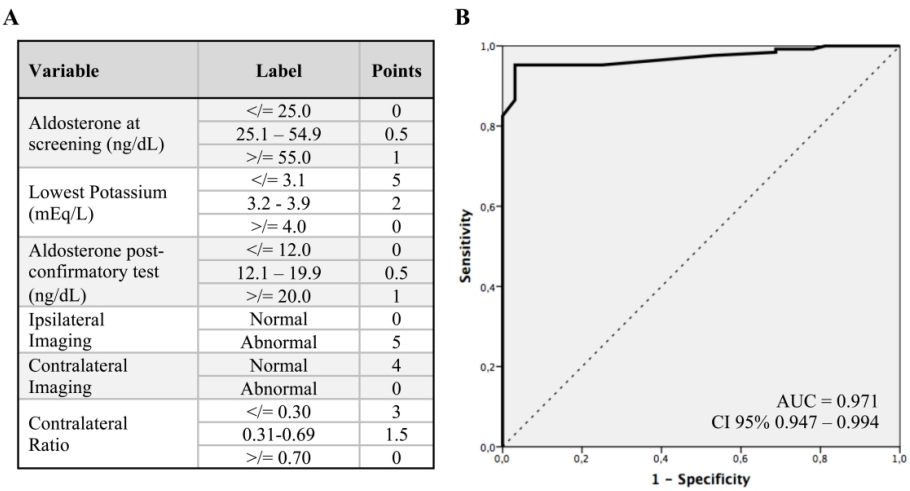 A
Variable Label Points
Aldosterone at screening (ng/dL)
</= 25.0 0
25.1 – 54.9 0.5
>/= 55.0 1
Lowest Potassium (mEq/L)
</= 3.1 5
3.2 - 3.9 2
>/= 4.0 0
Aldosterone post-confirmatory test (ng/dL)
</= 12.0 0
12.1 – 19.9 0.5
>/= 20.0 1
Ipsilateral Imaging
Normal 0
Abnormal 5
Contralateral Imaging
Normal 4
Abnormal 0
Contralateral Ratio
</= 0.30 3
0.31-0.69 1.5
>/= 0.70 0
B
Sensitivity
1,0
0,8
0,6
0,4
0,2
0,0
AUC = 0.971
CI 95% 0.947 – 0.994
0,0 0,2 0,4 0,6 0,8 1,0
1 - Specificity